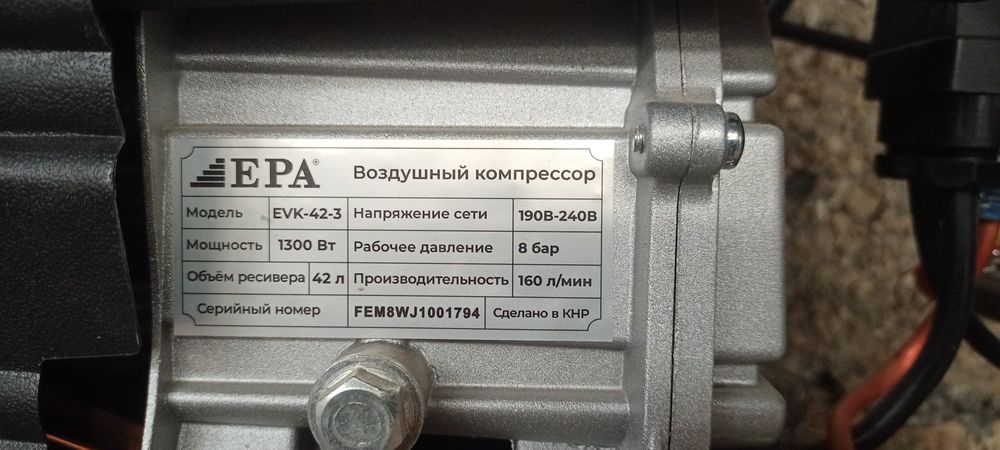 EPA® Воздушный компрессор
Модель EVK-42-3 Напряжение сети 190В-240В
Мощность 1300 Вт Рабочее давление 8 бар
Объём ресивера 42 л Производительность 160 л/мин
Серийный номер FEM8WJ1001794 Сделано в КНР